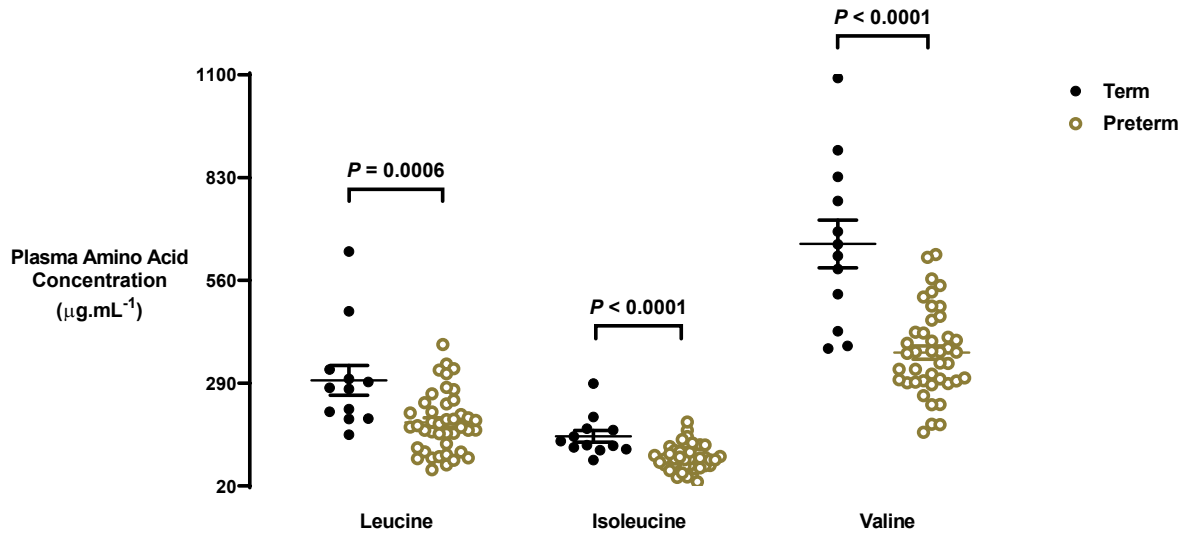 P < 0.0001
1100
Term
Preterm
830
P = 0.0006
Plasma Amino Acid
Concentration
(μg.mL⁻¹)
560
P < 0.0001
290
20
Leucine
Isoleucine
Valine